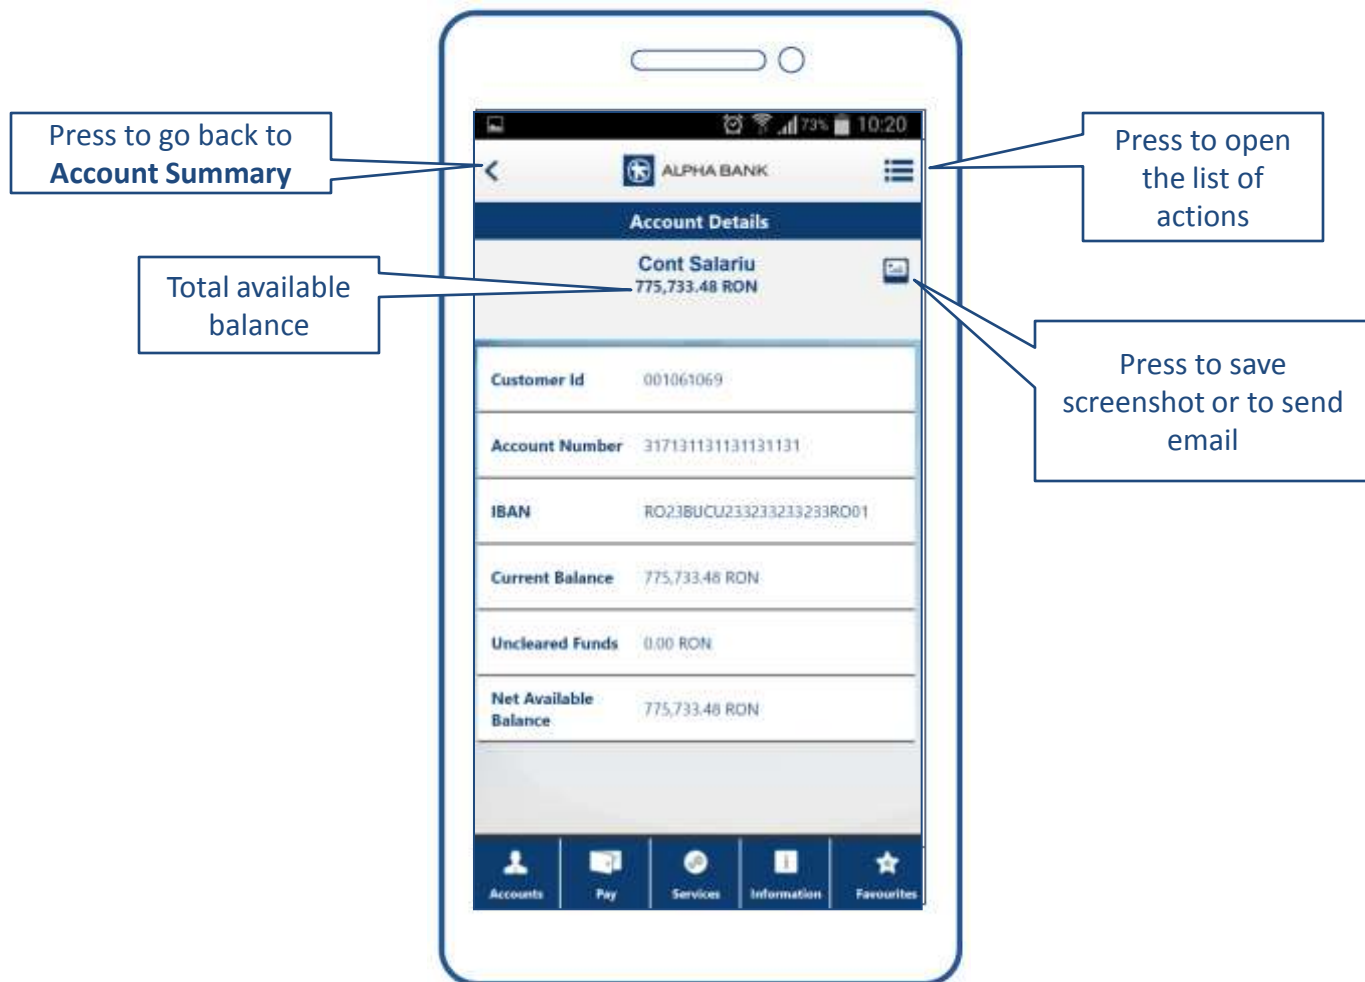 Press to go back to
Account Summary
Press to open
the list of
actions
Total available
balance
Press to save
screenshot or to send
email
73% 10:20
ALPHA BANK
Account Details
Cont Salariu
775,733.48 RON
Customer Id 001061069
Account Number 317131131131131131
IBAN RO23BUCU233233233233RO01
Current Balance 775,733.48 RON
Uncleared Funds 0.00 RON
Net Available
Balance 775,733.48 RON
Accounts Pay Services Information Favourites